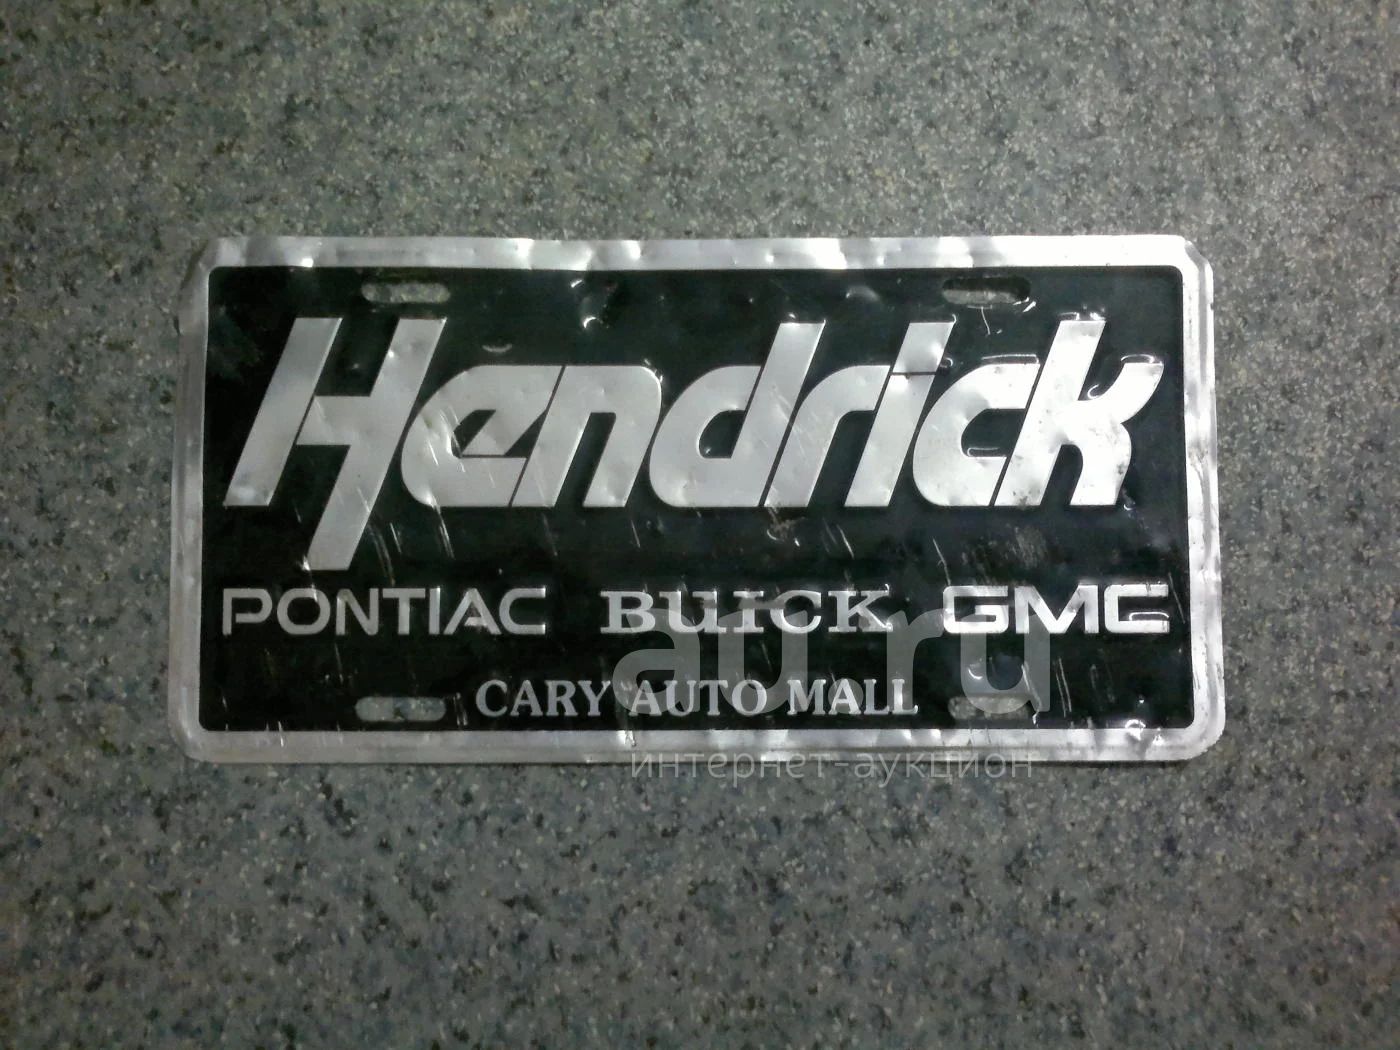 Hendrick
PONTIAC BUICK GMC
CARY AUTO MALL
au.ru
интернет-аукцион